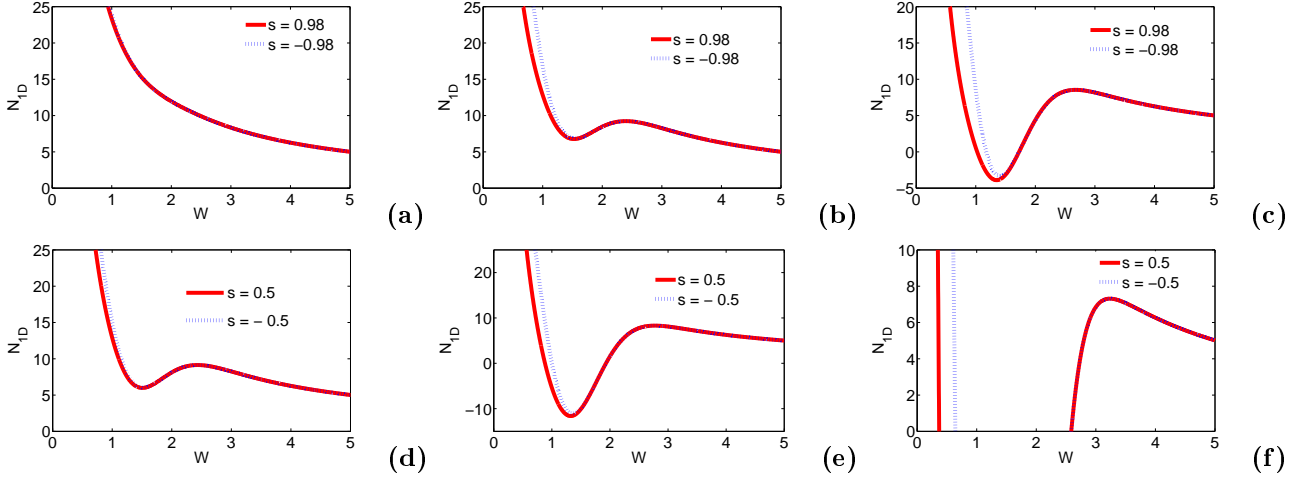 25
20
15
10
5
0
N1D
s = 0.98
s = −0.98
0 1 2 3 4 5
W
(a)
25
20
15
10
5
0
N1D
s = 0.98
s = −0.98
0 1 2 3 4 5
W
(b)
20
15
10
5
0
−5
N1D
s = 0.98
s = −0.98
0 1 2 3 4 5
W
(c)
25
20
15
10
5
0
N1D
s = 0.5
s = − 0.5
0 1 2 3 4 5
W
(d)
20
10
0
−10
N1D
s = 0.5
s = − 0.5
0 1 2 3 4 5
W
(e)
10
8
6
4
2
0
N1D
s = 0.5
s = −0.5
0 1 2 3 4 5
W
(f)